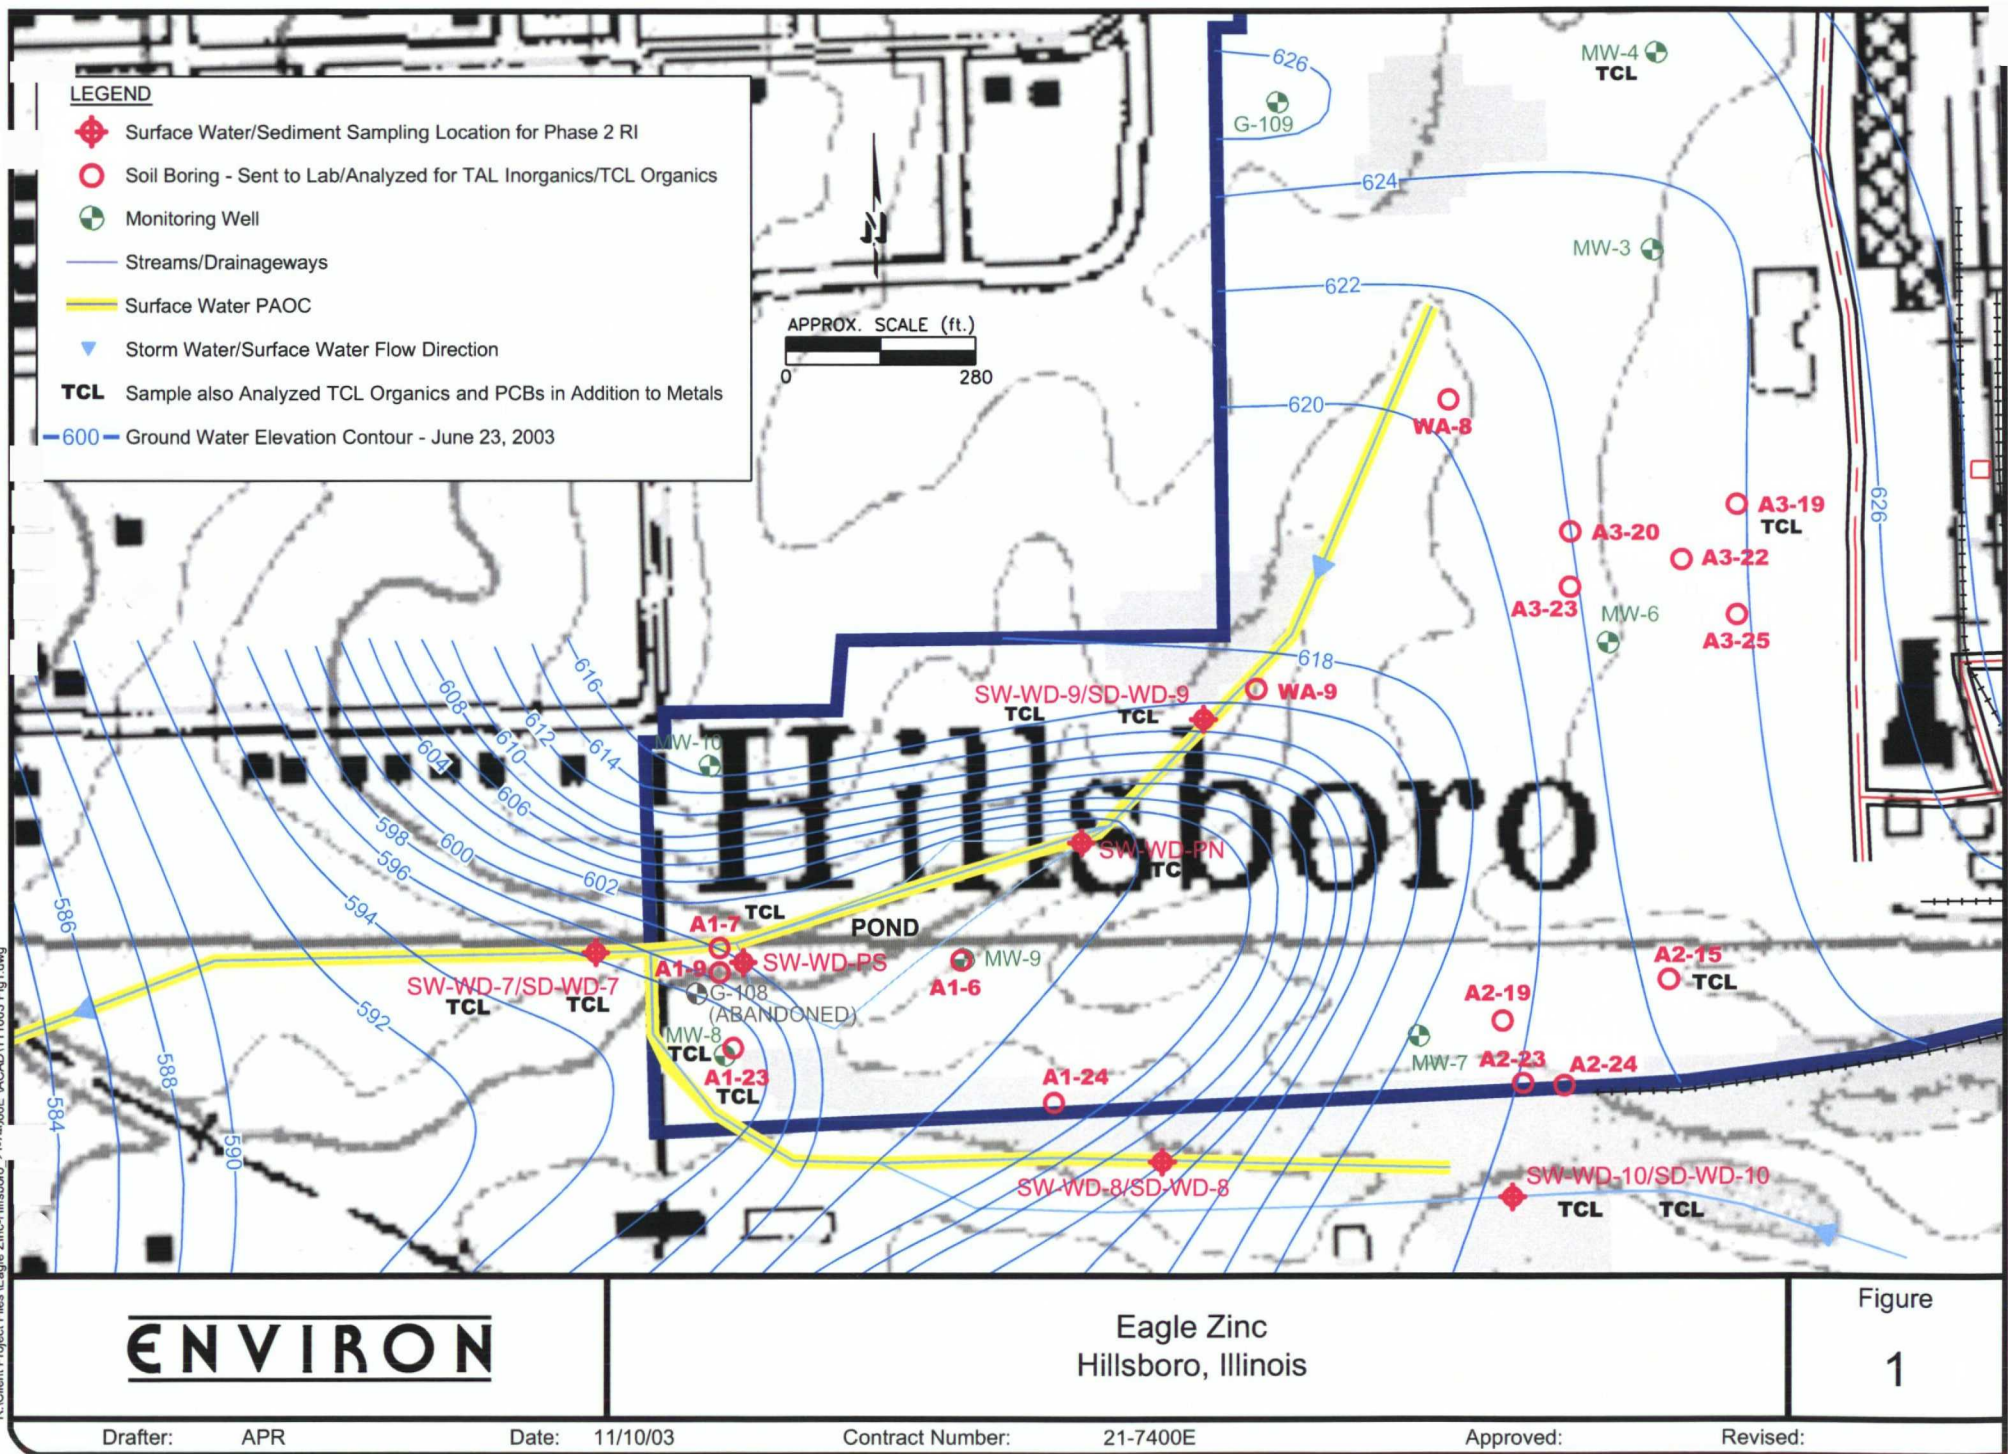 LEGEND
Surface Water/Sediment Sampling Location for Phase 2 RI
Soil Boring - Sent to Lab/Analyzed for TAL Inorganics/TCL Organics
Monitoring Well
Streams/Drainageways
Surface Water PAOC
Storm Water/Surface Water Flow Direction
TCL Sample also Analyzed TCL Organics and PCBs in Addition to Metals
600 Ground Water Elevation Contour - June 23, 2003
N
APPROX. SCALE (ft.)
0 280
626
G-109
MW-4
TCL
624
MW-3
622
620
WA-8
626
A3-19
TCL
A3-20
A3-22
A3-23
MW-6
A3-25
618
WA-9
SW-WD-9/SD-WD-9
TCL TCL
616
608
612
610
604
614
606
598
600
596
602
594
592
586
588
584
590
MW-10
Hillsboro
SW-WD-PN
TCL
TCL
A1-7
POND
SW-WD-PS
A1-9
G-108
(ABANDONED)
MW-9
A1-6
SW-WD-7/SD-WD-7
TCL TCL
MW-8
TCL
A1-23
TCL
A1-24
A2-15
TCL
A2-19
MW-7
A2-23
A2-24
SW-WD-8/SD-WD-8
SW-WD-10/SD-WD-10
TCL TCL
ENVIRON
Eagle Zinc
Hillsboro, Illinois
Figure
1
Drafter: APR Date: 11/10/03 Contract Number: 21-7400E Approved: Revised: